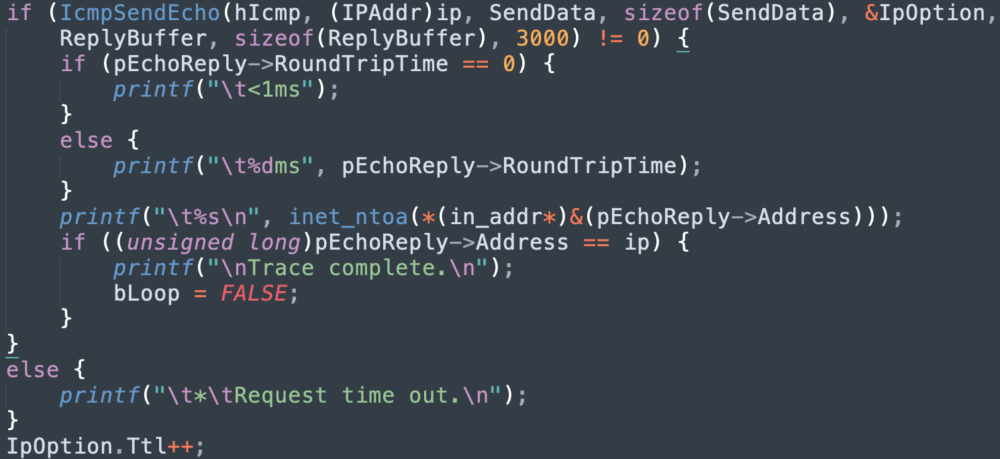 if (IcmpSendEcho(hIcmp, (IPAddr)ip, SendData, sizeof(SendData), &IpOption,
    ReplyBuffer, sizeof(ReplyBuffer), 3000) != 0) {
    if (pEchoReply->RoundTripTime == 0) {
        printf("\t<1ms");
    }
    else {
        printf("\t%dms", pEchoReply->RoundTripTime);
    }
    printf("\t%s\n", inet_ntoa(*(in_addr*)&(pEchoReply->Address)));
    if ((unsigned long)pEchoReply->Address == ip) {
        printf("\nTrace complete.\n");
        bLoop = FALSE;
    }
}
else {
    printf("\t*\tRequest time out.\n");
}
IpOption.Ttl++;